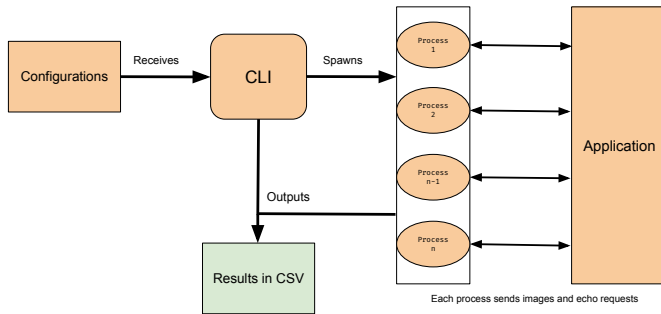 Configurations
Receives
CLI
Spawns
Process
1
Process
2
Process
n-1
Process
n
Application
Outputs
Results in CSV
Each process sends images and echo requests